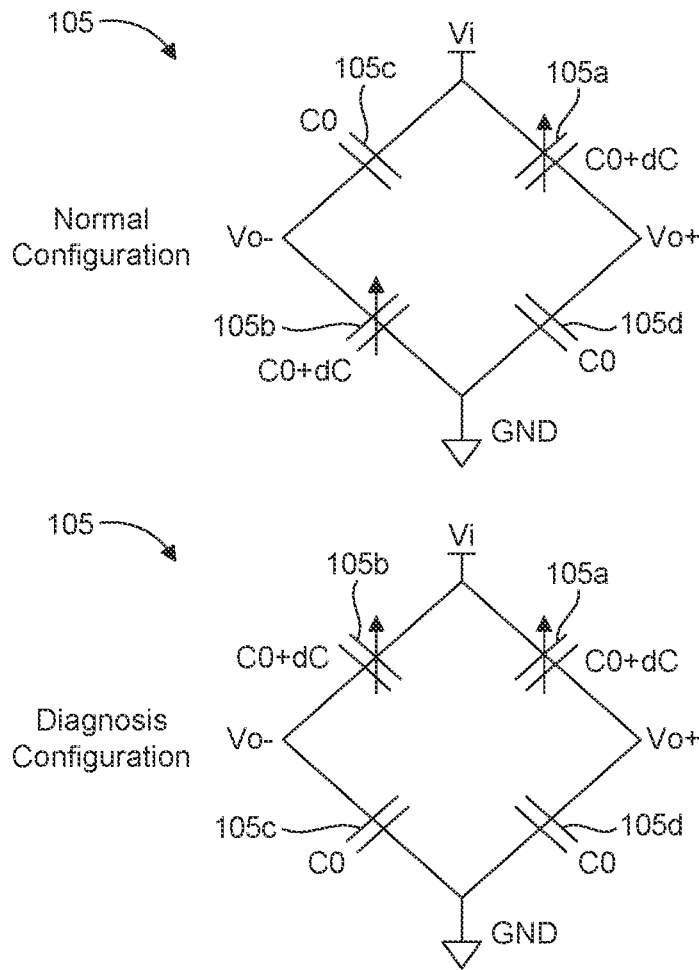 105
Vi
105c
105a
C0
C0+dC
Normal
Configuration
Vo-
Vo+
105b
105d
C0+dC
C0
GND
105
Vi
105b
105a
C0+dC
C0+dC
Diagnosis
Configuration
Vo-
Vo+
105c
105d
C0
C0
GND